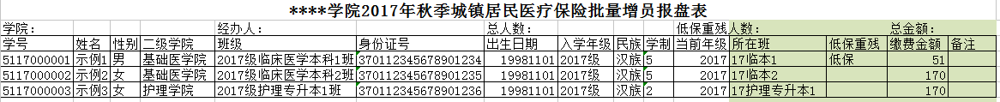 ****学院2017年秋季城镇居民医疗保险批量增员报盘表
学院： 经办人： 总人数： 低保重残人数： 总金额：
学号 姓名 性别 二级学院 班级 身份证号 出生日期 入学年级 民族 学制 当前年级 所在班 低保重残 缴费金额 备注
5117000001 示例1 男 基础医学院 2017级临床医学本科1班 370112345678901234 19981101 2017级 汉族 5 2017 17临本1 低保 51
5117000002 示例2 女 基础医学院 2017级临床医学本科2班 370112345678901235 19981101 2017级 汉族 5 2017 17临本2 170
5117000003 示例3 女 护理学院 2017级护理专升本1班 370112345678901236 19981101 2017级 汉族 2 2017 17护理专升本1 170